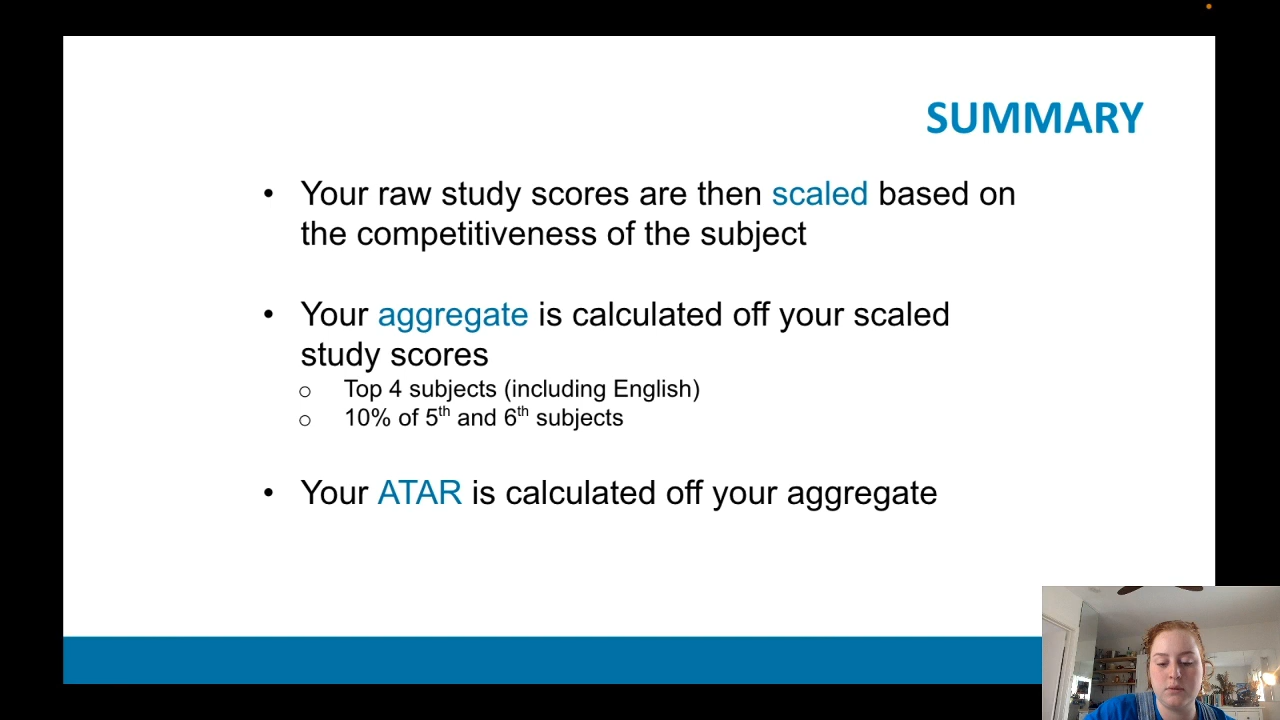 SUMMARY
• Your raw study scores are then scaled based on
the competitiveness of the subject
• Your aggregate is calculated off your scaled
study scores
o Top 4 subjects (including English)
o 10% of 5th and 6th subjects
• Your ATAR is calculated off your aggregate